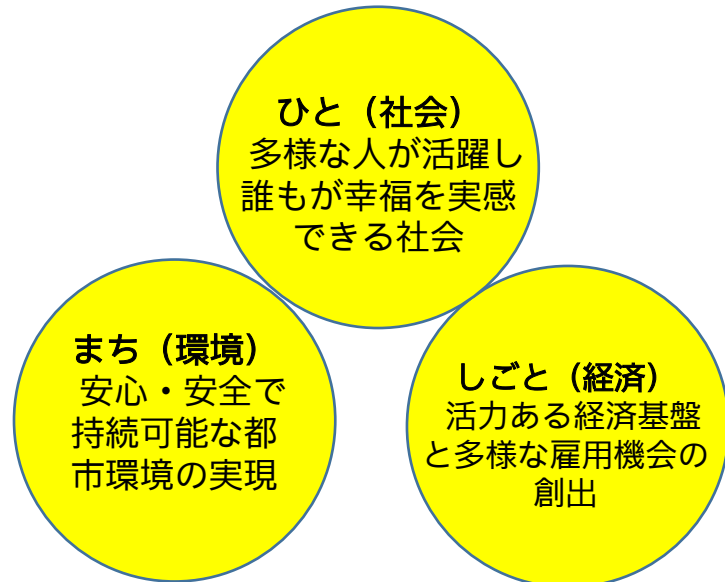 ひと（社会）
多様な人が活躍し
誰もが幸福を実感
できる社会
まち（環境）
安心・安全で
持続可能な都
市環境の実現
しごと（経済）
活力ある経済基盤
と多様な雇用機会の
創出